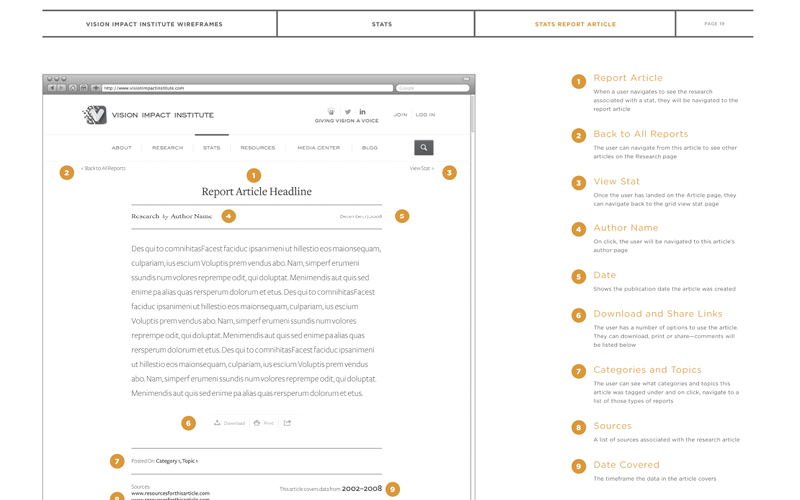 VISION IMPACT INSTITUTE WIREFRAMES
STATS
STATS REPORT ARTICLE
PAGE 19
http://www.visionimpactinstitute.com
Google
VISION IMPACT INSTITUTE
GIVING VISION A VOICE
JOIN
LOG IN
ABOUT
RESEARCH
STATS
RESOURCES
MEDIA CENTER
BLOG
2
< Back to All Reports
1
View Stat >
3
Report Article Headline
Research by Author Name
4
December 17, 2008
5
Des qui to comnihitasFacest faciduc ipsanimeni ut hillestio eos maionsequam,
culpariam, ius eicium Voluptis prem vendus abo. Nam, simperf erumeni
ssundis num volores reprempe odit, qui doluptat. Menimendis aut quis sed
enime pa alias quas rersperum dolorum et etus. Des qui to comnihitasFacest
faciduc ipsanimeni ut hillestio eos maionsequam, culpariam, ium eicium
Voluptis prem vendus abo. Nam, simperf erumeni ssundis num volores
reprempe odit, qui doluptat. Menimendis aut quis sed enime pa alias quas
rersperum dolorum et etus. Des qui to comnihitasFacest faciduc ipsanimeni
ut hillestio eos maionsequam, culpariam, ius eicium Voluptis prem vendus
abo. Nam, simperf erumeni ssundis num volores reprempe odit, qui doluptat.
Menimendis aut quis sed enime pa alias quas rersperum dolorum et etus.
6
Download
Print
7
Posted On: Category 1, Topic 1
Sources
www.resourcesforthisarticle.com
www.resourcesforthisarticle.com
8
This article covers data from 2002–2008
9
1
Report Article
When a user navigates to see the research
associated with a stat, they will be navigated to the
report article
2
Back to All Reports
The user can navigate from this article to see other
articles on the Research page
3
View Stat
Once the user has landed on the Article page, they
can navigate back to the grid view stat page
4
Author Name
On click, the user will be navigated to this article's
author page
5
Date
Shows the publication date the article was created
6
Download and Share Links
The user has a number of options to use the article.
They can download, print or share—comments will
be listed below
7
Categories and Topics
The user can see what categories and topics this
article was tagged under and on click, navigate to a
list of those types of reports
8
Sources
A list of sources associated with the research article
9
Date Covered
The timeframe the data in the article covers